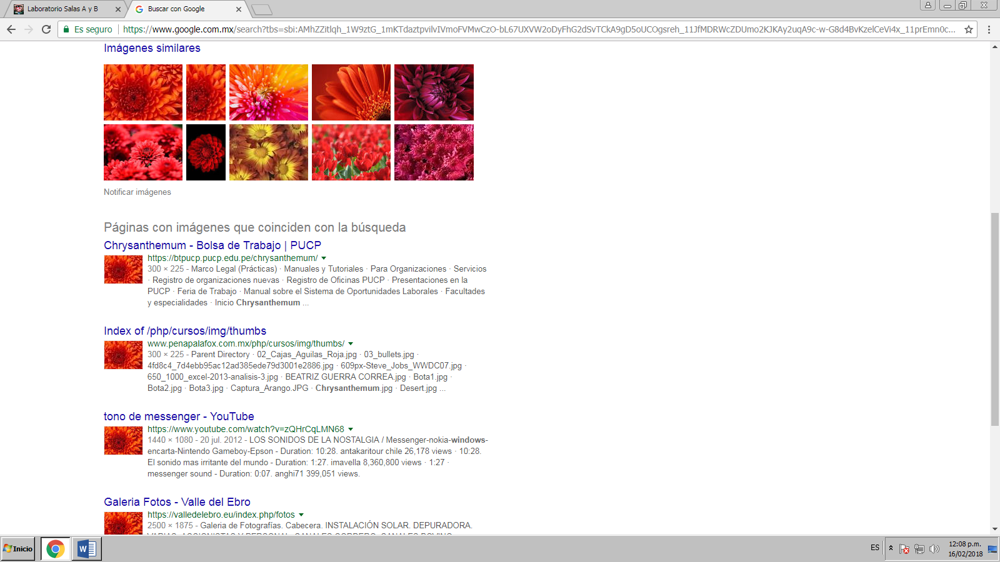 Laboratorio Salas A y B
Buscar con Google
Es seguro
https://www.google.com.mx/search?tbs=sbi:AMhZZitlqh_1W9ztG_1mKTdaztpvilvIVmoFVMwCzO-bL67UXVW2oDyFhG2dSvTCkA9gD5oUCOgsreh_11JfMDRWcZDUmo2KJKAy2uqA9c-w-G8d4BvKzelCeVi4x_11prEmn0c...
Imágenes similares
Notificar imágenes
Páginas con imágenes que coinciden con la búsqueda
Chrysanthemum - Bolsa de Trabajo | PUCP
https://btpucp.pucp.edu.pe/chrysanthemum/
300 × 225 - Marco Legal (Prácticas) · Manuales y Tutoriales · Para Organizaciones · Servicios
· Registro de organizaciones nuevas · Registro de Oficinas PUCP · Presentaciones en la
PUCP · Feria de Trabajo · Manual sobre el Sistema de Oportunidades Laborales · Facultades
y especialidades · Inicio Chrysanthemum ...
Index of /php/cursos/img/thumbs
www.penapalafox.com.mx/php/cursos/img/thumbs/
300 × 225 - Parent Directory · 02_Cajas_Aguilas_Roja.jpg · 03_bullets.jpg ·
4fd8c4_7d4ebb95ac12ad385ede79d3001e2886.jpg · 609px-Steve_Jobs_WWDC07.jpg ·
650_1000_excel-2013-analisis-3.jpg · BEATRIZ GUERRA CORREA.jpg · Bota1.jpg ·
Bota2.jpg · Bota3.jpg · Captura_Arango.JPG · Chrysanthemum.jpg · Desert.jpg ...
tono de messenger - YouTube
https://www.youtube.com/watch?v=zQHrCqLMN68
1440 × 1080 - 20 jul. 2012 - LOS SONIDOS DE LA NOSTALGIA / Messenger-nokia-windows-
encarta-Nintendo Gameboy-Epson - Duration: 10:28. antakaritour chile 26,178 views · 10:28.
El sonido mas irritante del mundo - Duration: 1:27. imavella 8,360,800 views · 1:27 ·
messenger sound - Duration: 0:07. anghi71 399,051 views.
Galeria Fotos - Valle del Ebro
https://valledelebro.eu/index.php/fotos
2500 × 1875 - Galeria de Fotografías. Cabecera. INSTALACIÓN SOLAR. DEPURADORA.
Inicio
ES
12:08 p.m.
16/02/2018